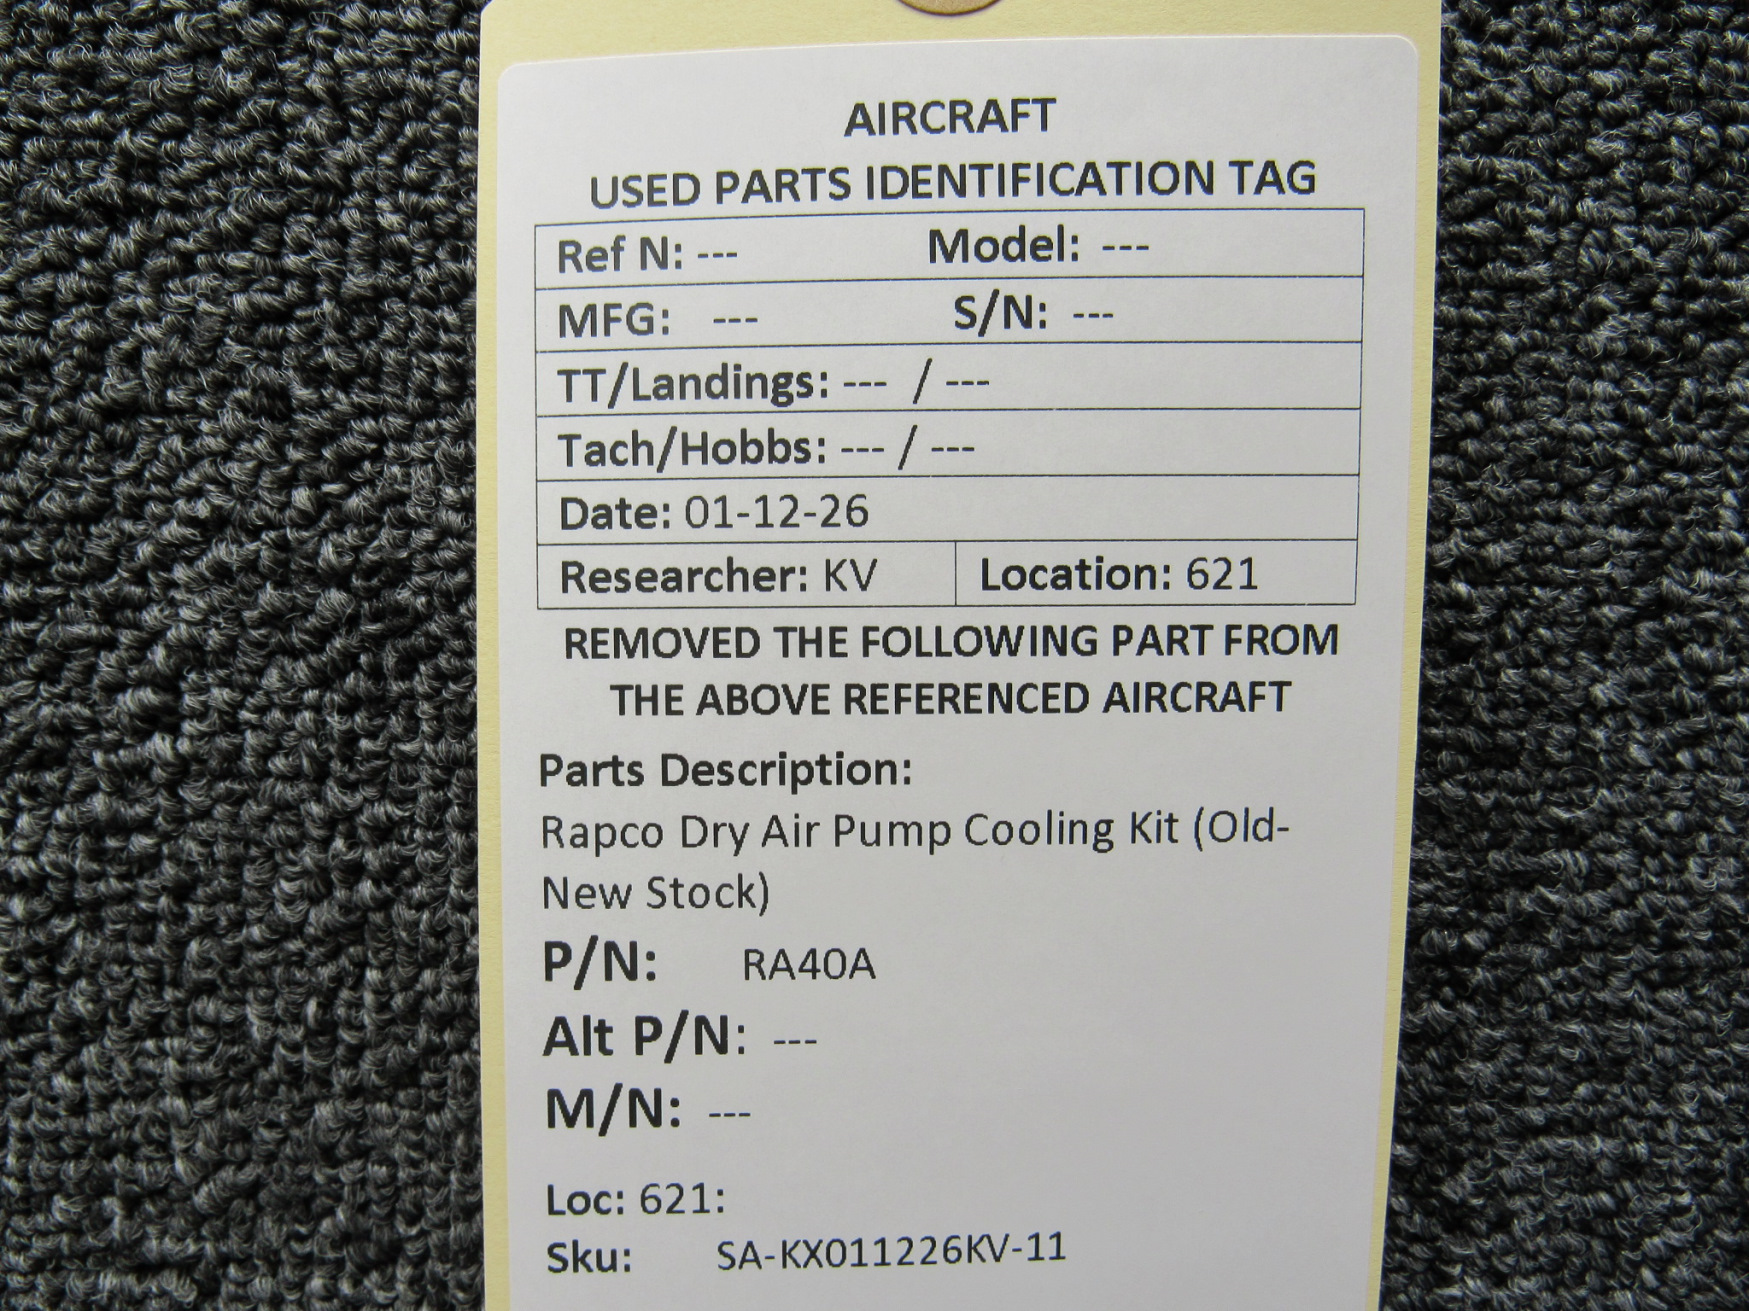 AIRCRAFT
USED PARTS IDENTIFICATION TAG
Ref N: --- Model: ---
MFG: --- S/N: ---
TT/Landings: --- / ---
Tach/Hobbs: --- / ---
Date: 01-12-26
Researcher: KV Location: 621
REMOVED THE FOLLOWING PART FROM
THE ABOVE REFERENCED AIRCRAFT
Parts Description:
Rapco Dry Air Pump Cooling Kit (Old-
New Stock)
P/N: RA40A
Alt P/N: ---
M/N: ---
Loc: 621:
Sku: SA-KX011226KV-11